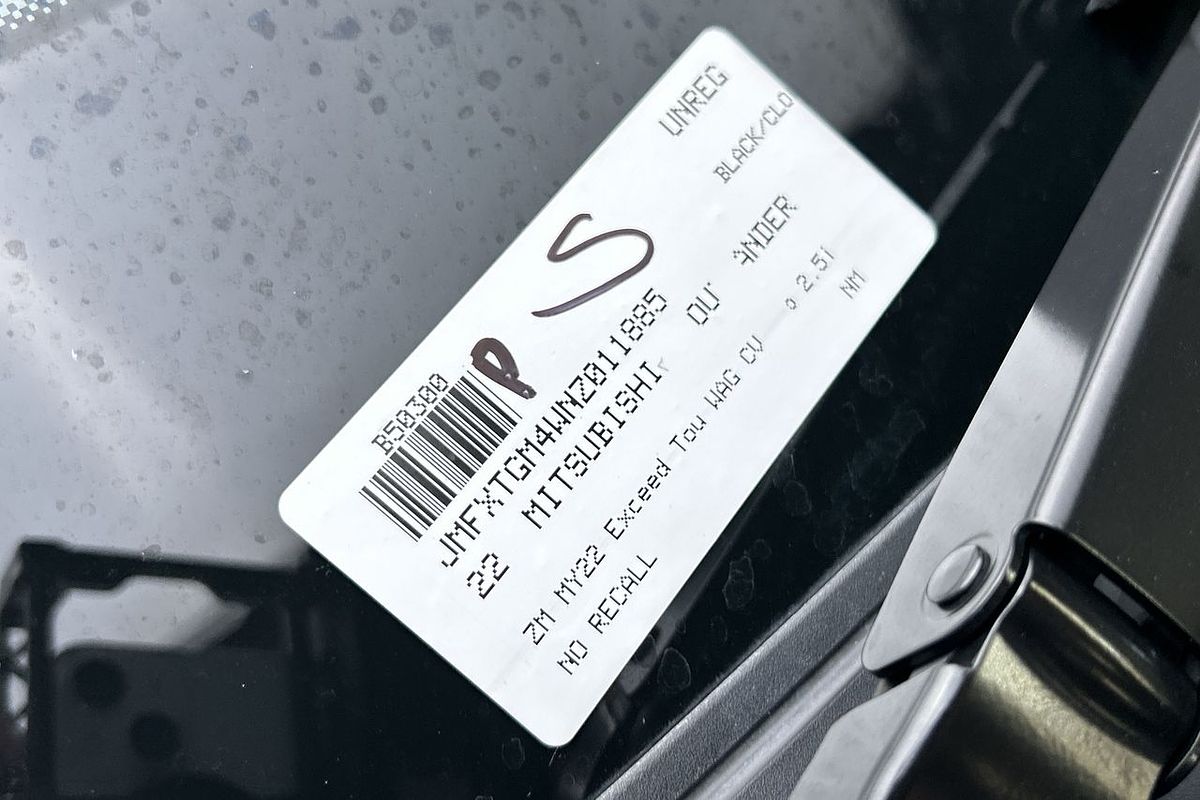 B50300
P S UNREG
JMFXTGM4WNZ011885 BLACK/CLO
22 MITSUBISHI OU ANDER
ZM MY22 Exceed Tou WAG CV 2.5i
NO RECALL NM